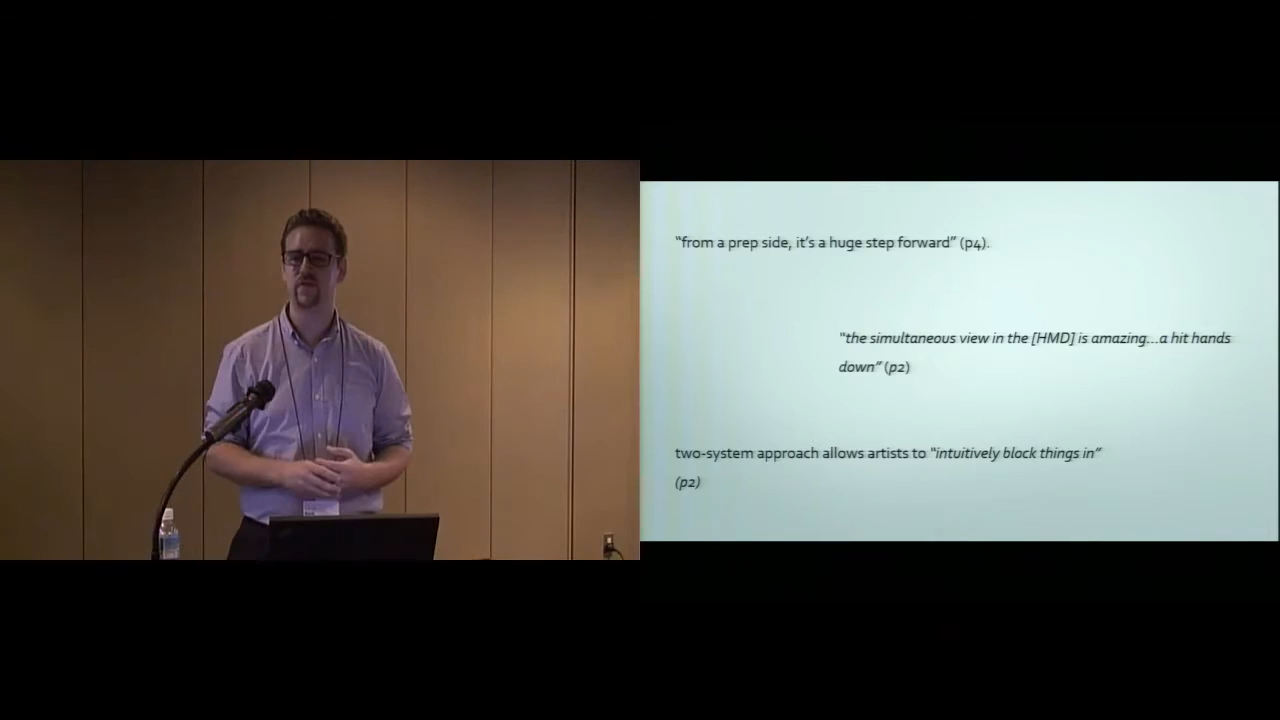 “from a prep side, it’s a huge step forward” (p4).
“the simultaneous view in the [HMD] is amazing...a hit hands
down” (p2)
two-system approach allows artists to “intuitively block things in”
(p2)